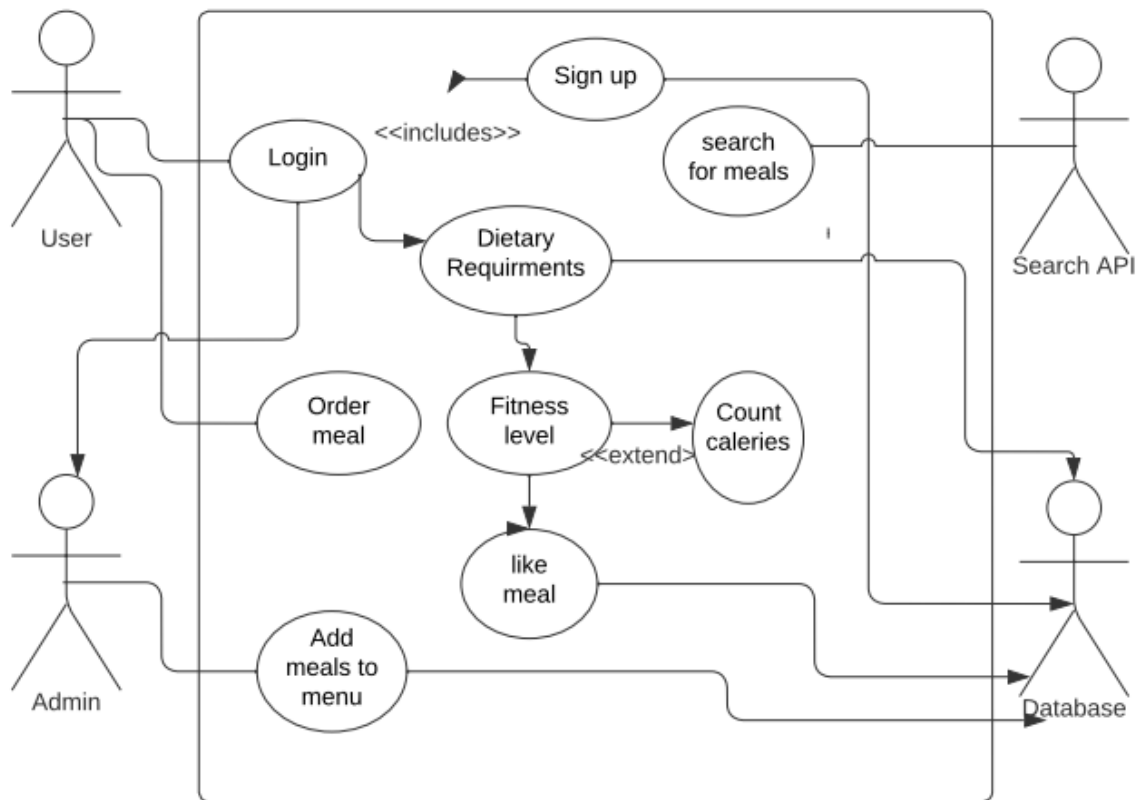 Sign up
<<includes>>
Login
search
for meals
User
Dietary
Requirments
Search API
Order
meal
Fitness
level
Count
caleries
<<extend>
like
meal
Add
meals to
menu
Admin
Database